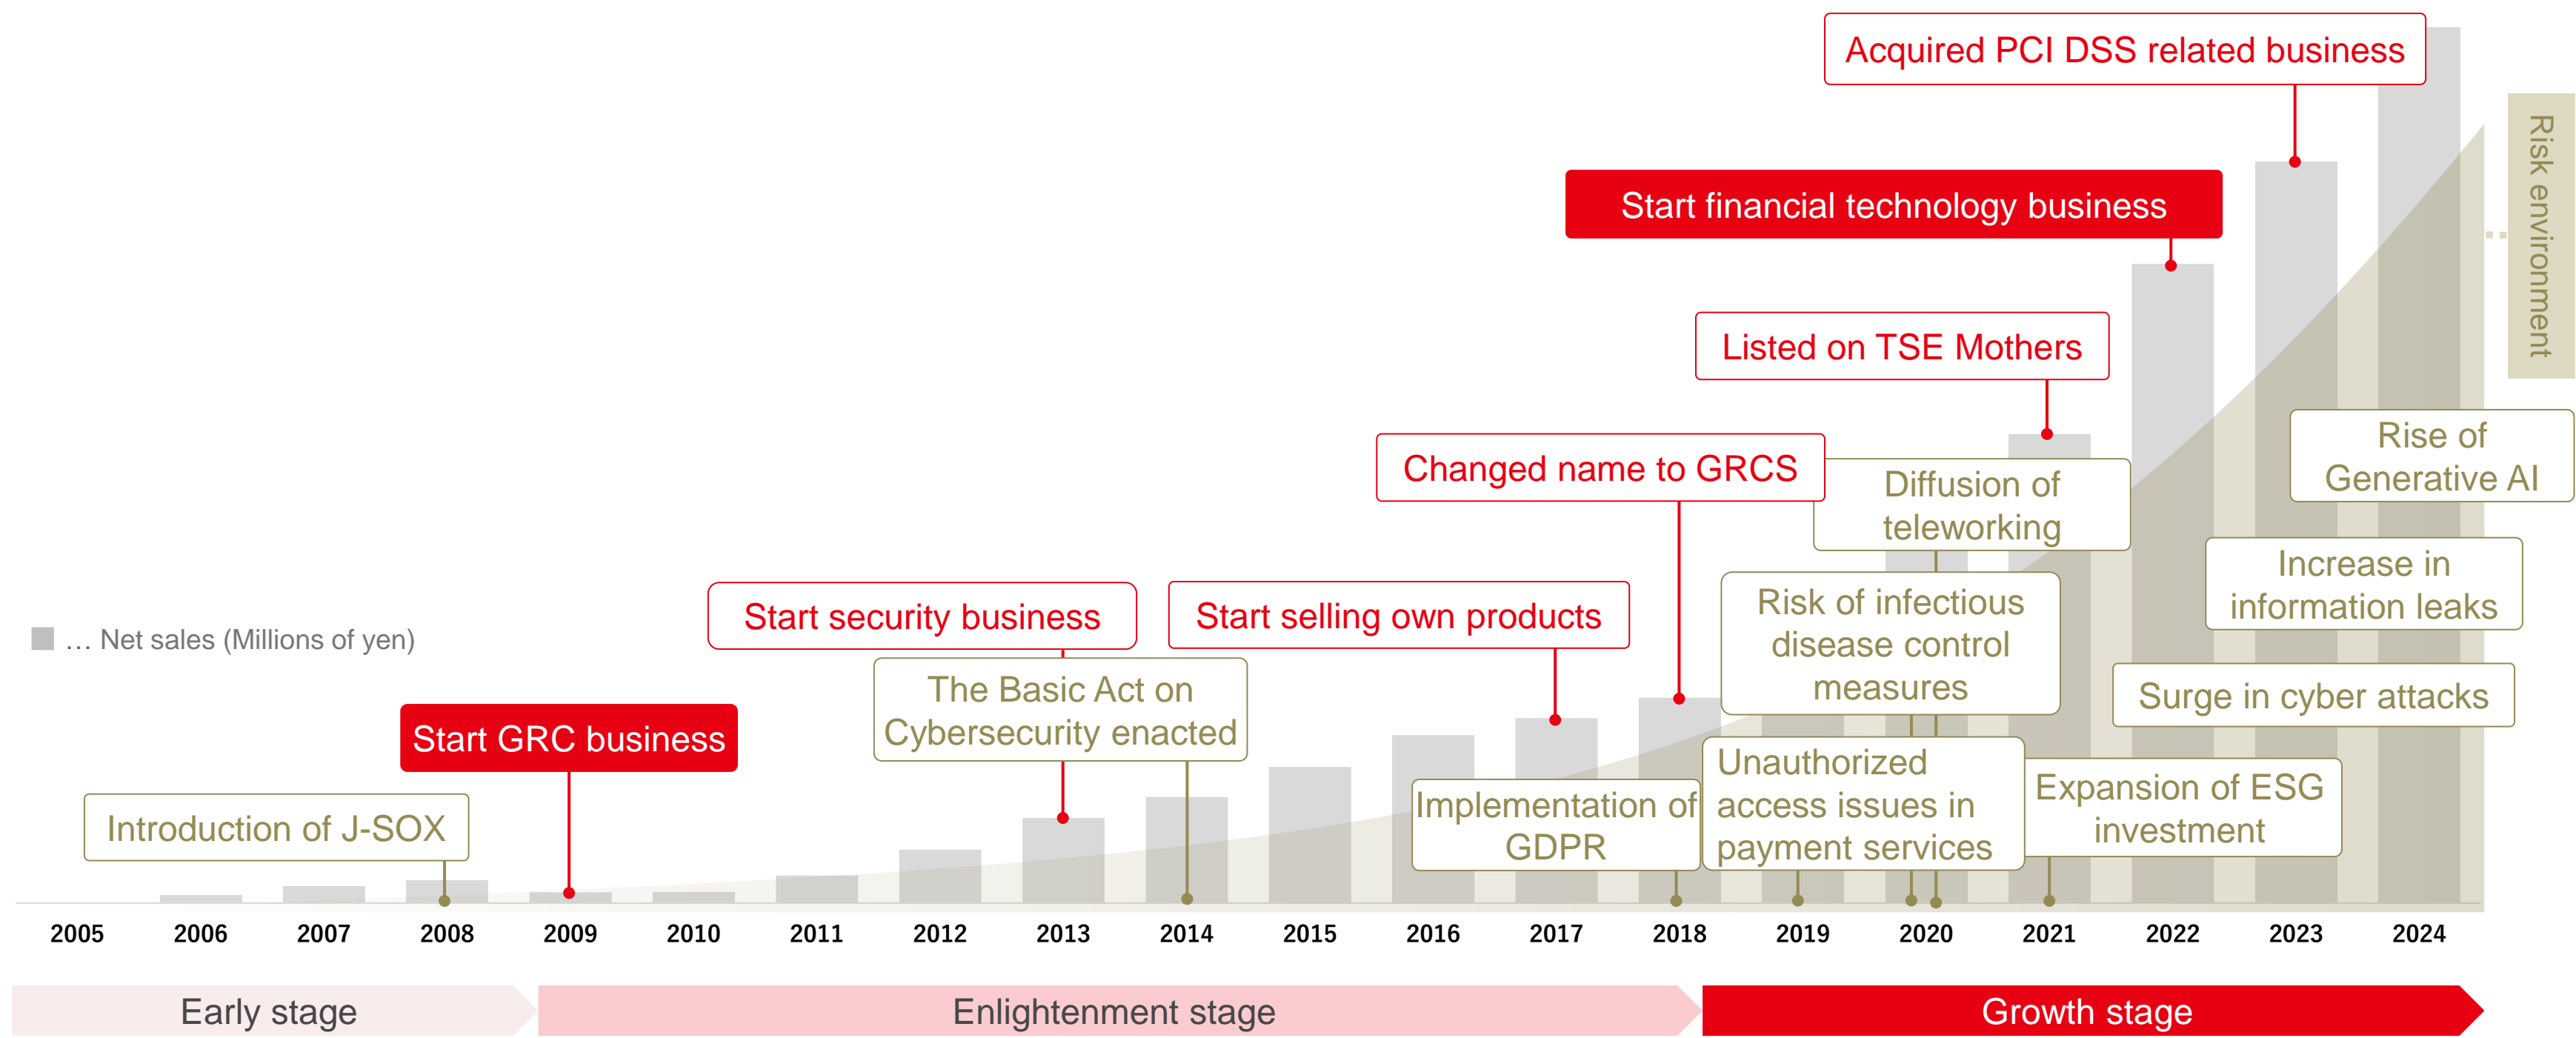 Acquired PCI DSS related business
Risk environment
Start financial technology business
Listed on TSE Mothers
Changed name to GRCS
Diffusion of
teleworking
Rise of
Generative AI
Increase in
information leaks
Start security business
Start selling own products
Risk of infectious
disease control
measures
… Net sales (Millions of yen)
The Basic Act on
Cybersecurity enacted
Surge in cyber attacks
Start GRC business
Introduction of J-SOX
Implementation of
GDPR
Unauthorized
access issues in
payment services
Expansion of ESG
investment
2005 2006 2007 2008 2009 2010 2011 2012 2013 2014 2015 2016 2017 2018 2019 2020 2021 2022 2023 2024
Early stage
Enlightenment stage
Growth stage